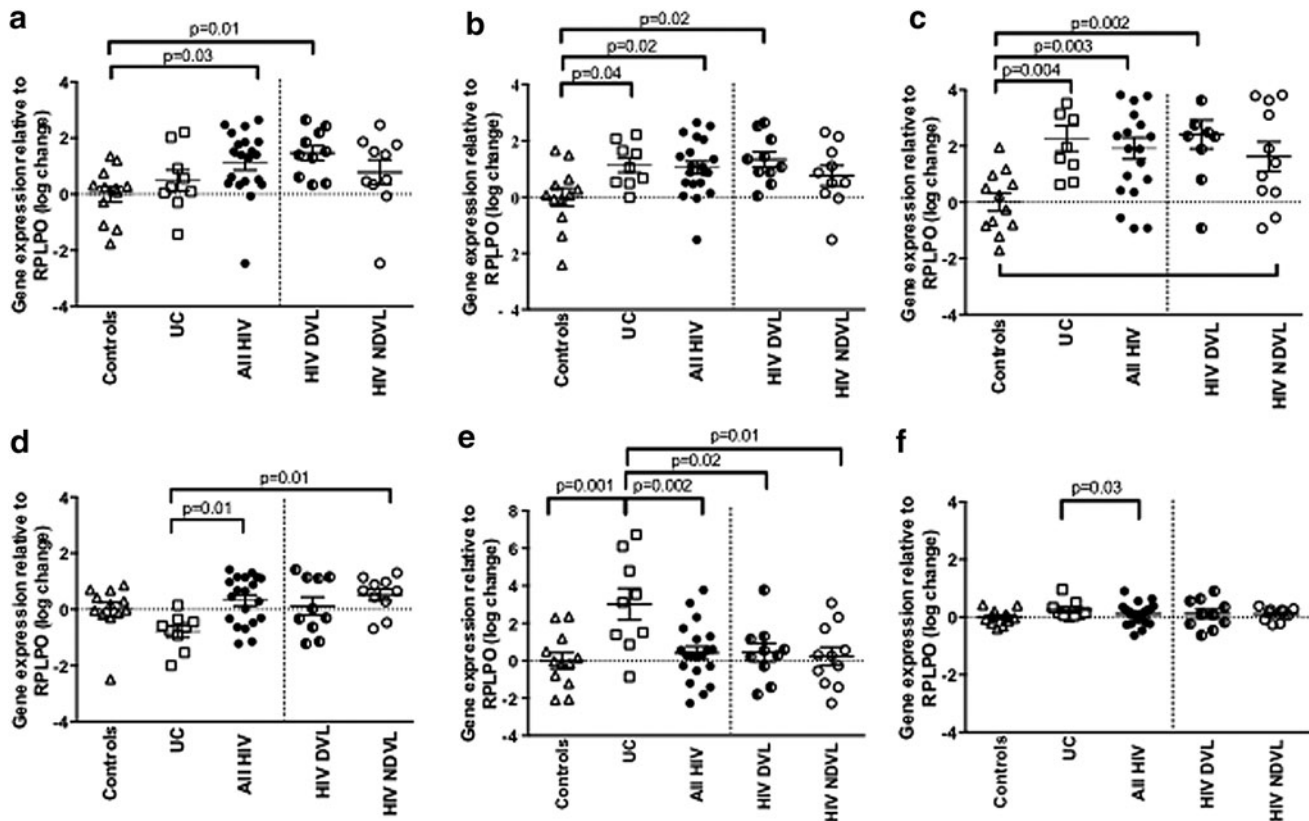 a
p=0.01
p=0.03
Gene expression relative to
RPLPO (log change)
4
2
0
-2
-4
Controls
UC
All HIV
HIV DVL
HIV NDVL
b
p=0.02
p=0.02
p=0.04
Gene expression relative to
RPLPO (log change)
4
2
0
-2
-4
Controls
UC
All HIV
HIV DVL
HIV NDVL
c
p=0.002
p=0.003
p=0.004
Gene expression relative to
RPLPO (log change)
4
2
0
-2
-4
Controls
UC
All HIV
HIV DVL
HIV NDVL
d
p=0.01
p=0.01
Gene expression relative to
RPLPO (log change)
4
2
0
-2
-4
Controls
UC
All HIV
HIV DVL
HIV NDVL
e
p=0.01
p=0.02
p=0.001
p=0.002
Gene expression relative to
RPLPO (log change)
8
6
4
2
0
-2
-4
Controls
UC
All HIV
HIV DVL
HIV NDVL
f
p=0.03
Gene expression relative to
RPLPO (log change)
4
2
0
-2
-4
Controls
UC
All HIV
HIV DVL
HIV NDVL